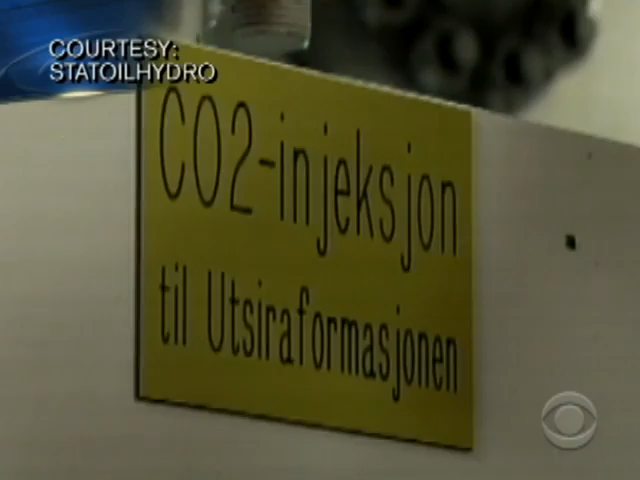 COURTESY:
STATOILHYDRO
CO2-injeksjon
til Utsiraformasjonen